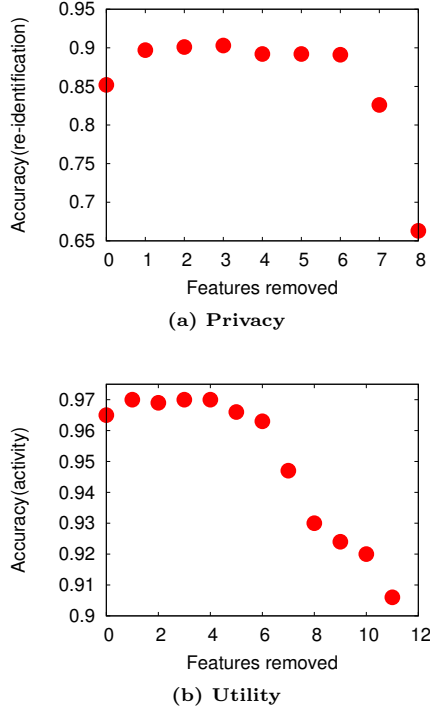 0.95
0.9
0.85
0.8
0.75
0.7
0.65
Accuracy(re-identification)
0 1 2 3 4 5 6 7 8
Features removed
(a) Privacy
0.97
0.96
0.95
0.94
0.93
0.92
0.91
0.9
Accuracy(activity)
0 2 4 6 8 10 12
Features removed
(b) Utility